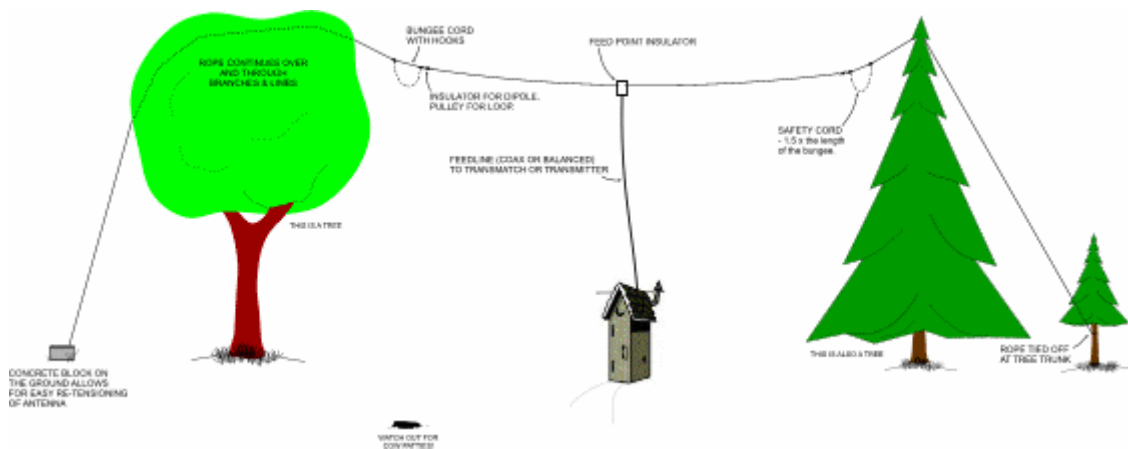 BUNGEE CORD
WITH HOOKS
FEED POINT INSULATOR
ROPE CONTINUES OVER
AND THROUGH
BRANCHES & LIMBS
INSULATOR FOR DIPOLE,
PULLEY FOR LOOP.
SAFETY CORD
- 1.5 x the length
of the bungee.
FEEDLINE (COAX OR BALANCED)
TO TRANSMATCH OR TRANSMITTER
THIS IS A TREE
THIS IS ALSO A TREE
ROPE TIED OFF
AT TREE TRUNK
CONCRETE BLOCK ON
THE GROUND ALLOWS
FOR EASY RE-TENSIONING
OF ANTENNA
WATCH OUT FOR
COW PATTIES!